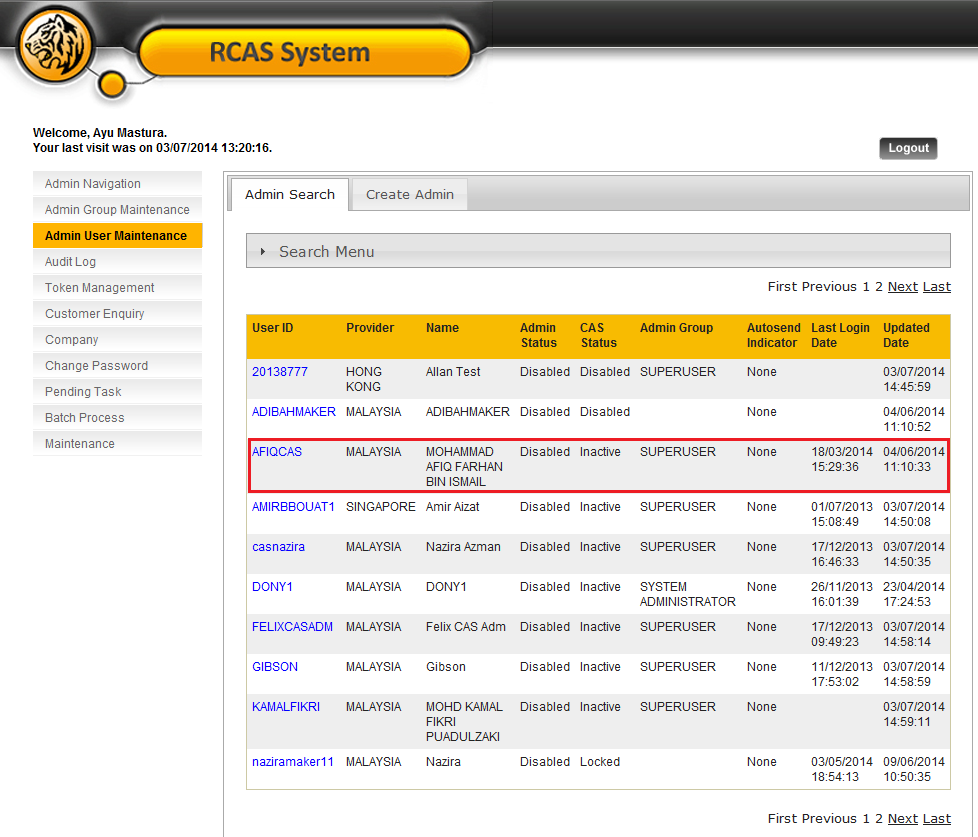 RCAS System
Welcome, Ayu Mastura.
Your last visit was on 03/07/2014 13:20:16.
Logout
Admin Navigation
Admin Group Maintenance
Admin User Maintenance
Audit Log
Token Management
Customer Enquiry
Company
Change Password
Pending Task
Batch Process
Maintenance
Admin Search Create Admin
Search Menu
First Previous 1 2 Next Last
User ID Provider Name Admin CAS Admin Group Autosend Last Login Updated
Status Status Indicator Date Date
20138777 HONG Allan Test Disabled Disabled SUPERUSER None 03/07/2014
KONG 14:45:59
ADIBAHMAKER MALAYSIA ADIBAHMAKER Disabled Disabled None 04/06/2014
11:10:52
AFIQCAS MALAYSIA MOHAMMAD Disabled Inactive SUPERUSER None 18/03/2014 04/06/2014
AFIQ FARHAN 15:29:36 11:10:33
BIN ISMAIL
AMIRBBOUAT1 SINGAPORE Amir Aizat Disabled Inactive SUPERUSER None 01/07/2013 03/07/2014
15:08:49 14:50:08
casnazira MALAYSIA Nazira Azman Disabled Inactive SUPERUSER None 17/12/2013 03/07/2014
16:46:33 14:50:35
DONY1 MALAYSIA DONY1 Disabled Inactive SYSTEM None 26/11/2013 23/04/2014
ADMINISTRATOR 16:01:39 17:24:53
FELIXCASADM MALAYSIA Felix CAS Adm Disabled Inactive SUPERUSER None 17/12/2013 03/07/2014
09:49:23 14:58:14
GIBSON MALAYSIA Gibson Disabled Inactive SUPERUSER None 11/12/2013 03/07/2014
17:53:02 14:58:59
KAMALFIKRI MALAYSIA MOHD KAMAL Disabled Inactive SUPERUSER None 03/07/2014
FIKRI 14:59:11
PUADULZAKI
naziramaker11 MALAYSIA Nazira Disabled Locked None 03/05/2014 09/06/2014
18:54:13 10:50:35
First Previous 1 2 Next Last